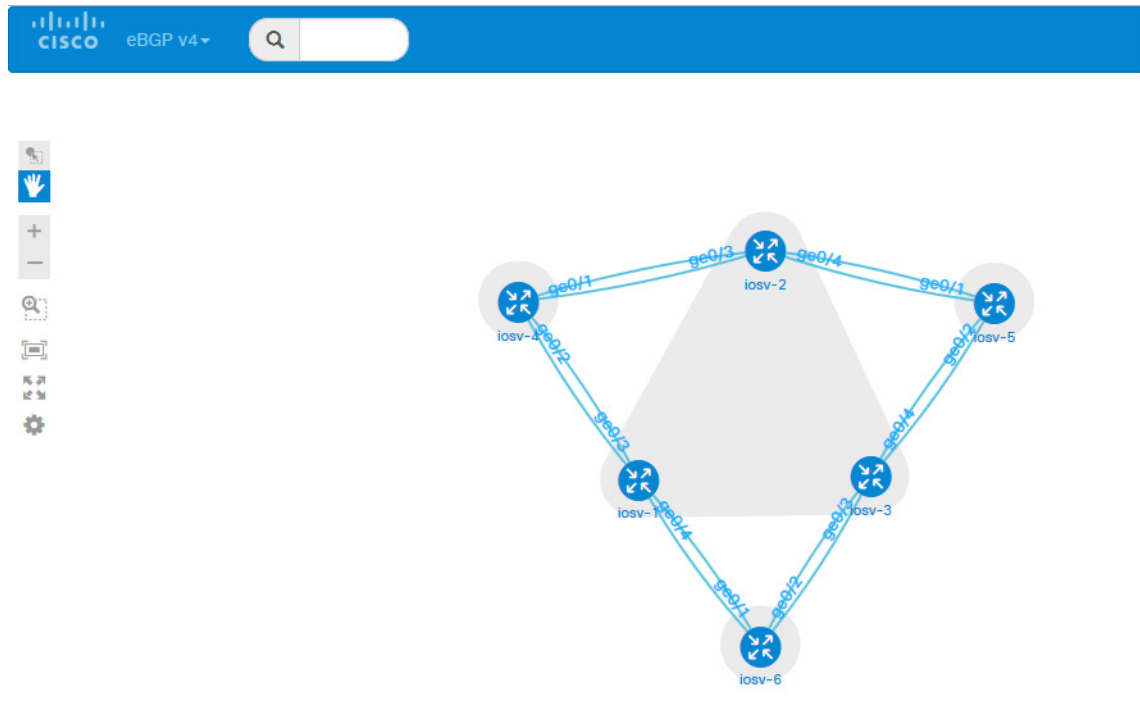 CISCO eBGP v4
ge0/3 ge0/4
iosv-2
ge0/1 ge0/1
iosv-4 iosv-5
ge0/2 ge0/2
ge0/3 ge0/4
iosv-1 iosv-3
ge0/4 ge0/3
ge0/1 ge0/2
iosv-6